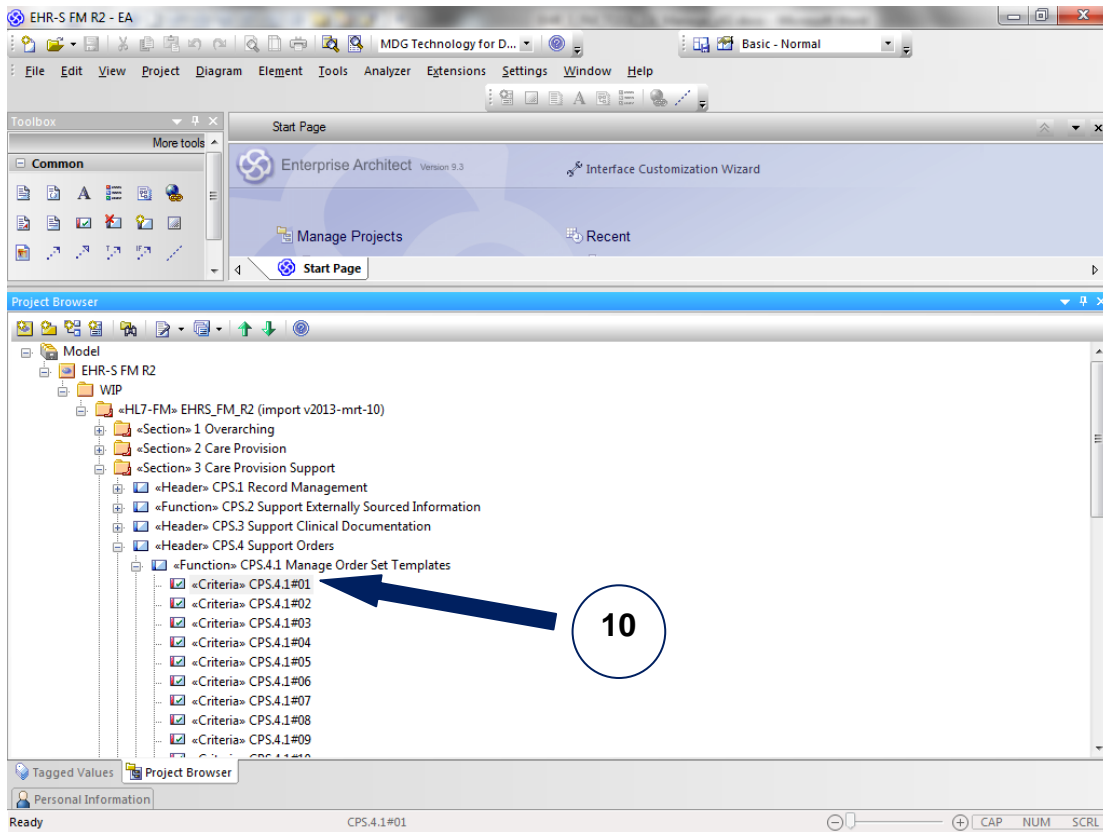 EHR-S FM R2 - EA
MDG Technology for D...
Basic - Normal
File Edit View Project Diagram Element Tools Analyzer Extensions Settings Window Help
Toolbox
Start Page
More tools
Common
Enterprise Architect Version 9.3
Interface Customization Wizard
Manage Projects
Recent
Start Page
Project Browser
Model
EHR-S FM R2
WIP
«HL7-FM» EHRS_FM_R2 (import v2013-mrt-10)
«Section» 1 Overarching
«Section» 2 Care Provision
«Section» 3 Care Provision Support
«Header» CPS.1 Record Management
«Function» CPS.2 Support Externally Sourced Information
«Header» CPS.3 Support Clinical Documentation
«Header» CPS.4 Support Orders
«Function» CPS.4.1 Manage Order Set Templates
«Criteria» CPS.4.1#01
«Criteria» CPS.4.1#02
«Criteria» CPS.4.1#03
10
«Criteria» CPS.4.1#04
«Criteria» CPS.4.1#05
«Criteria» CPS.4.1#06
«Criteria» CPS.4.1#07
«Criteria» CPS.4.1#08
«Criteria» CPS.4.1#09
Tagged Values
Project Browser
Personal Information
Ready
CPS.4.1#01
CAP NUM SCRL